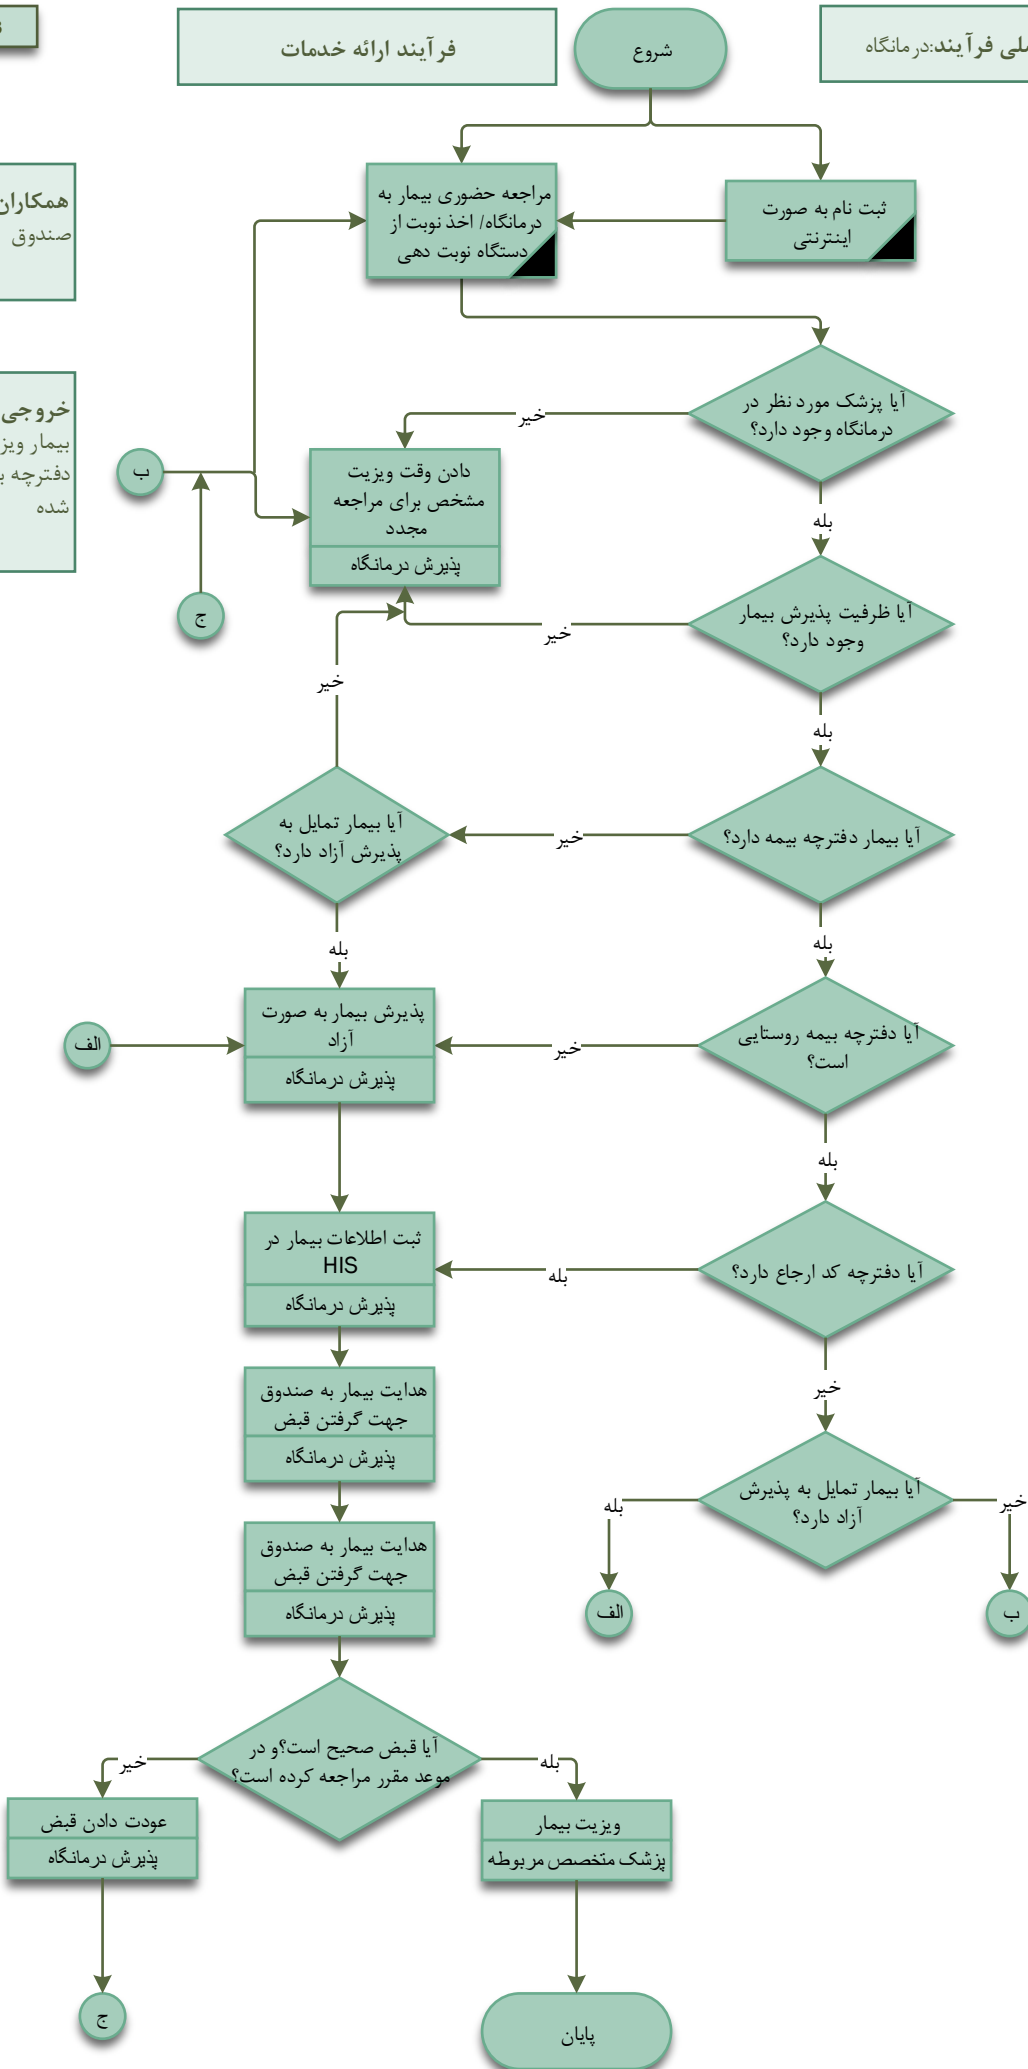 فرآیند ارائه خدمات
شروع
فرآیند:درمانگاه
همکاران
صندوق
مراجعه حضوری بیمار به
درمانگاه/ اخذ نوبت از
دستگاه نوبت دهی
ثبت نام به صورت
اینترنتی
خروجی
بیمار
دفترچه
شده
آیا پزشک مورد نظر در
درمانگاه وجود دارد؟
خیر
بله
ب
دادن وقت ویزیت
مشخص برای مراجعه
مجدد
پذیرش درمانگاه
ج
آیا ظرفیت پذیرش بیمار
وجود دارد؟
خیر
خیر
بله
آیا بیمار دفترچه بیمه دارد؟
خیر
آیا بیمار تمایل به
پذیرش آزاد دارد؟
بله
بله
آیا دفترچه بیمه روستایی
است؟
خیر
پذیرش بیمار به صورت
آزاد
پذیرش درمانگاه
الف
بله
آیا دفترچه کد ارجاع دارد؟
بله
ثبت اطلاعات بیمار در
HIS
پذیرش درمانگاه
خیر
هدایت بیمار به صندوق
جهت گرفتن قبض
پذیرش درمانگاه
آیا بیمار تمایل به پذیرش
آزاد دارد؟
خیر
بله
هدایت بیمار به صندوق
جهت گرفتن قبض
پذیرش درمانگاه
ب
الف
آیا قبض صحیح است؟و در
موعد مقرر مراجعه کرده است؟
بله
خیر
ویزیت بیمار
پزشک متخصص مربوطه
عودت دادن قبض
پذیرش درمانگاه
ج
پایان